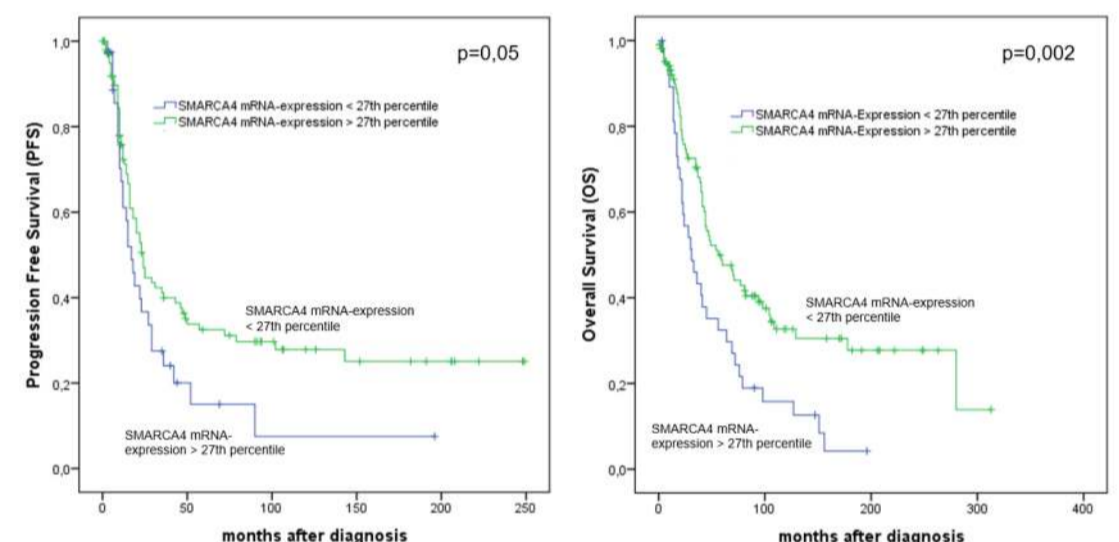 p=0,05
SMARCA4 mRNA-expression < 27th percentile
SMARCA4 mRNA-expression > 27th percentile
SMARCA4 mRNA-expression
< 27th percentile
SMARCA4 mRNA-
expression > 27th percentile
Progression Free Survival (PFS)
1,0
0,8
0,6
0,4
0,2
0,0
0 50 100 150 200 250
months after diagnosis
p=0,002
SMARCA4 mRNA-Expression < 27th percentile
SMARCA4 mRNA-Expression > 27th percentile
SMARCA4 mRNA-expression
< 27th percentile
SMARCA4 mRNA-
expression > 27th percentile
Overall Survival (OS)
1,0
0,8
0,6
0,4
0,2
0,0
0 100 200 300 400
months after diagnosis